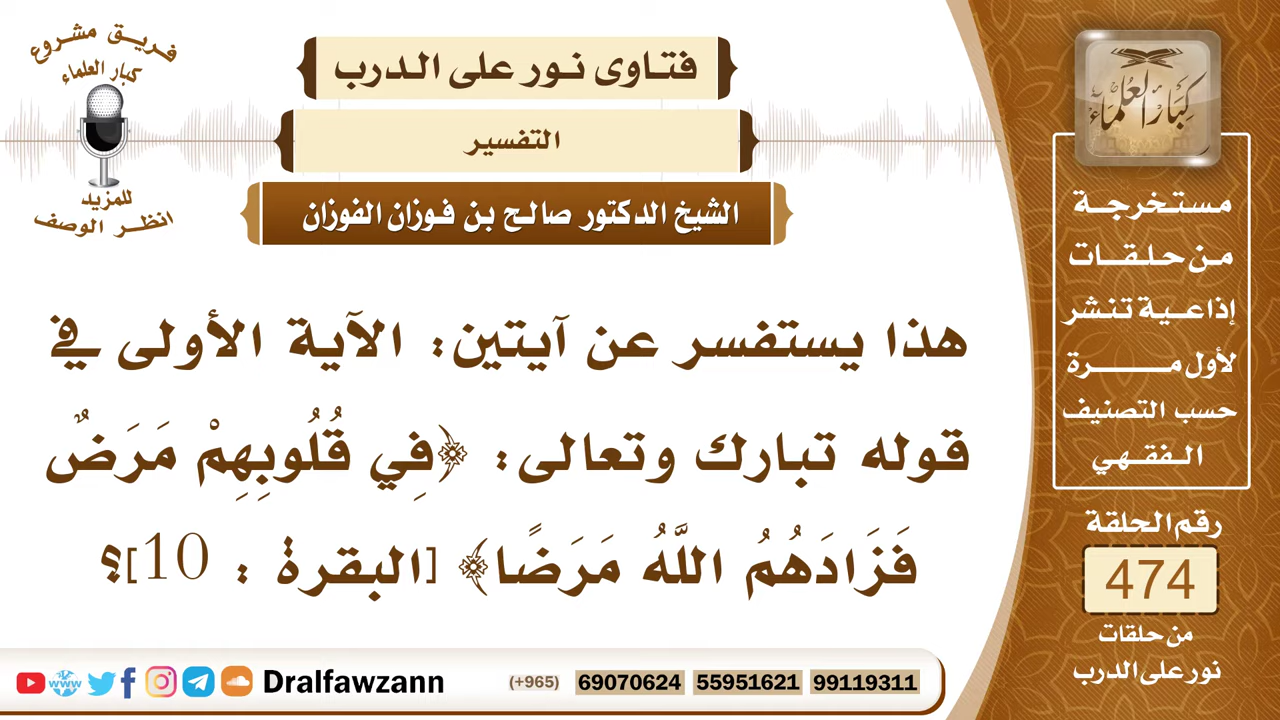 فريق مشروع
كبار العلماء
للمزيد
انظر الوصف
فتاوى نور على الدرب
التفسير
الشيخ الدكتور صالح بن فوزان الفوزان
هذا يستفسر عن آيتين: الآية الأولى في
قوله تبارك وتعالى: ﴿فِي قُلُوبِهِمْ مَرَضٌ
فَزَادَهُمُ اللَّهُ مَرَضًا﴾ [البقرة : 10]؟
كبار العلماء
مستخرجة
من حلقات
إذاعية تنشر
لأول مرة
حسب التصنيف
الفقهي
رقم الحلقة
474
من حلقات
نور على الدرب
www Dralfawzann (+965) 69070624 55951621 99119311